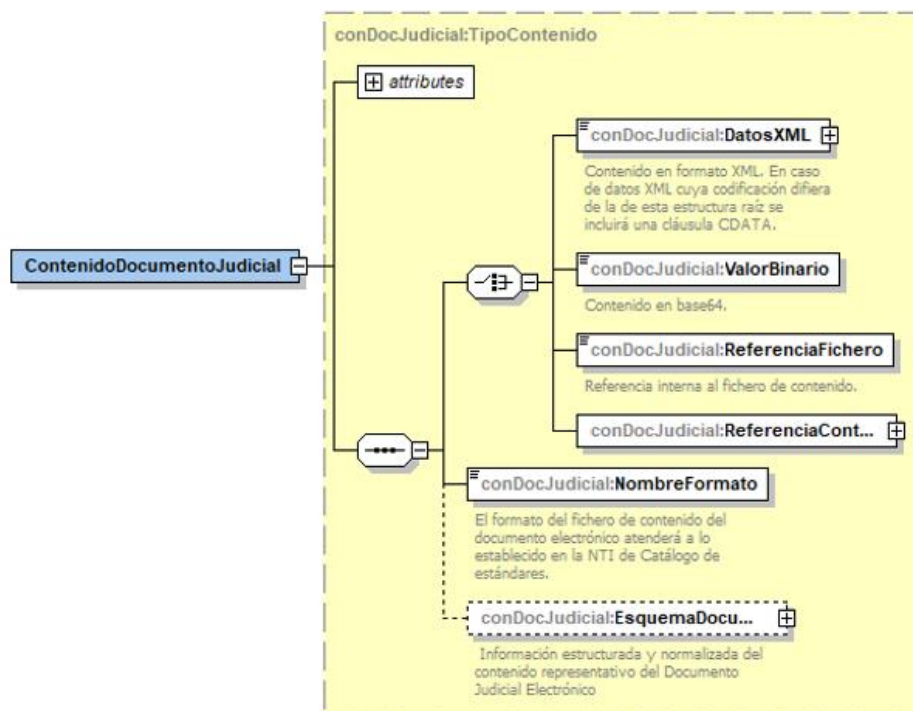 conDocJudicial:TipoContenido
attributes
conDocJudicial:DatosXML
Contenido en formato XML. En caso
de datos XML cuya codificación difiera
de la de esta estructura raíz se
incluirá una cláusula CDATA.
ContenidoDocumentoJudicial
conDocJudicial:ValorBinario
Contenido en base64.
conDocJudicial:ReferenciaFichero
Referencia interna al fichero de contenido.
conDocJudicial:ReferenciaCont...
conDocJudicial:NombreFormato
El formato del fichero de contenido del
documento electrónico atenderá a lo
establecido en la NTI de Catálogo de
estándares.
conDocJudicial:EsquemaDocu...
Información estructurada y normalizada del
contenido representativo del Documento
Judicial Electrónico